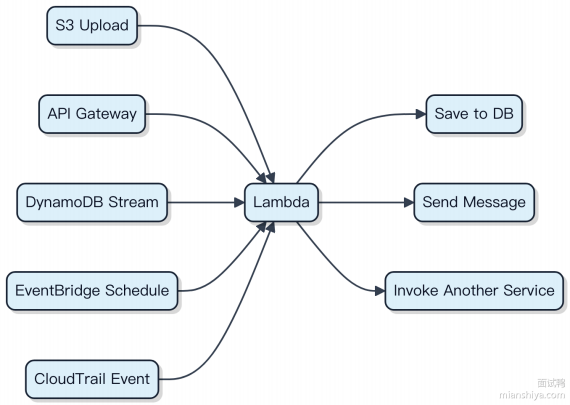 S3 Upload
API Gateway
Save to DB
DynamoDB Stream
Lambda
Send Message
EventBridge Schedule
Invoke Another Service
CloudTrail Event
面试鸭
mianshiya.com